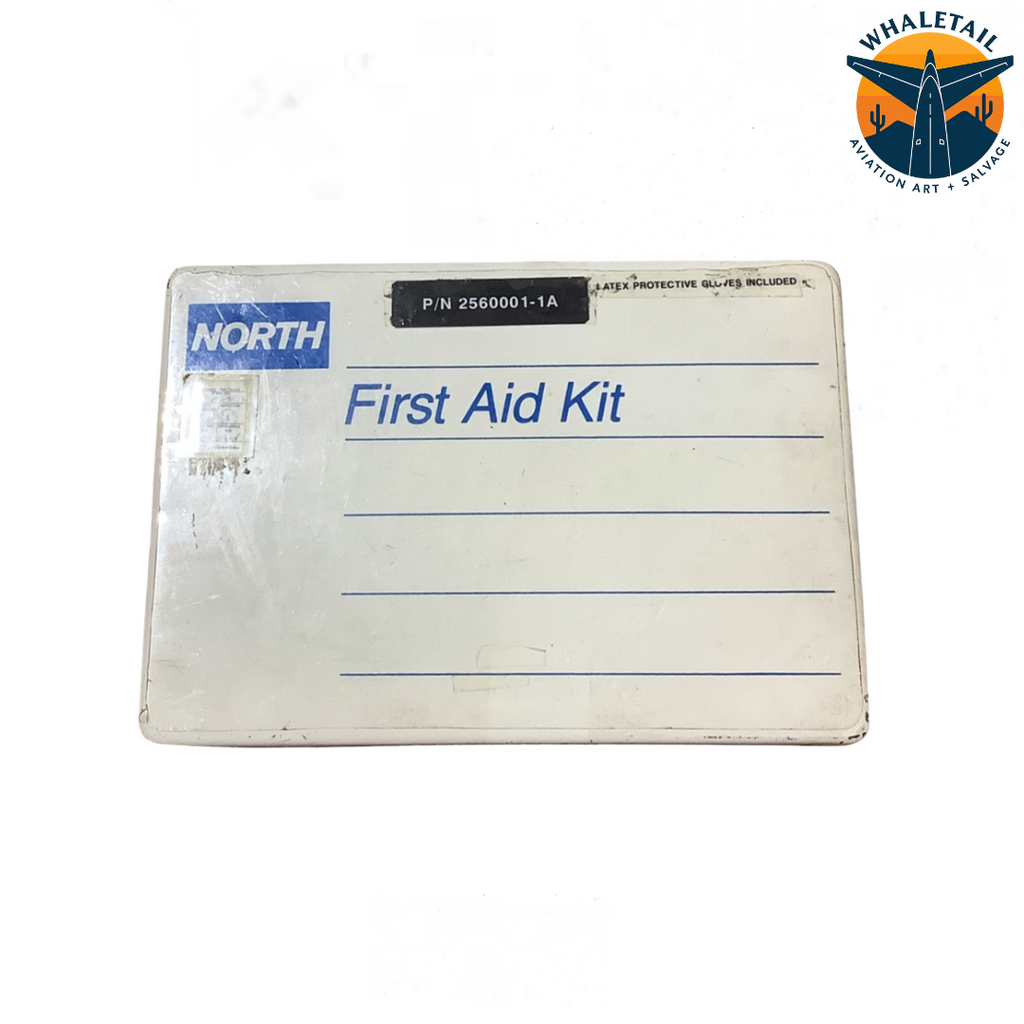 WHALETAIL
AVIATION ART + SALVAGE
P/N 2560001-1A
LATEX PROTECTIVE GLOVES INCLUDED
NORTH
First Aid Kit